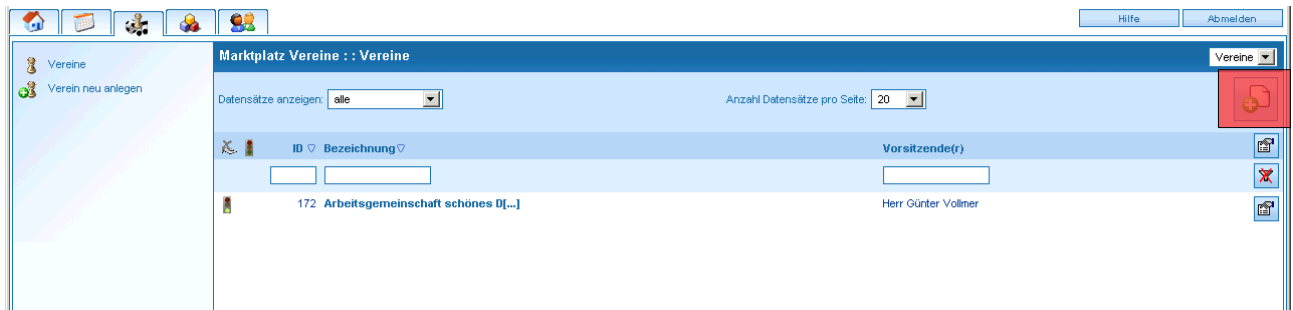 Hilfe Abmelden
Marktplatz Vereine : : Vereine Vereine
Vereine
Verein neu anlegen
Datensätze anzeigen: alle Anzahl Datensätze pro Seite: 20
ID Bezeichnung Vorsitzende(r)
172 Arbeitsgemeinschaft schönes D[...] Herr Günter Vollmer